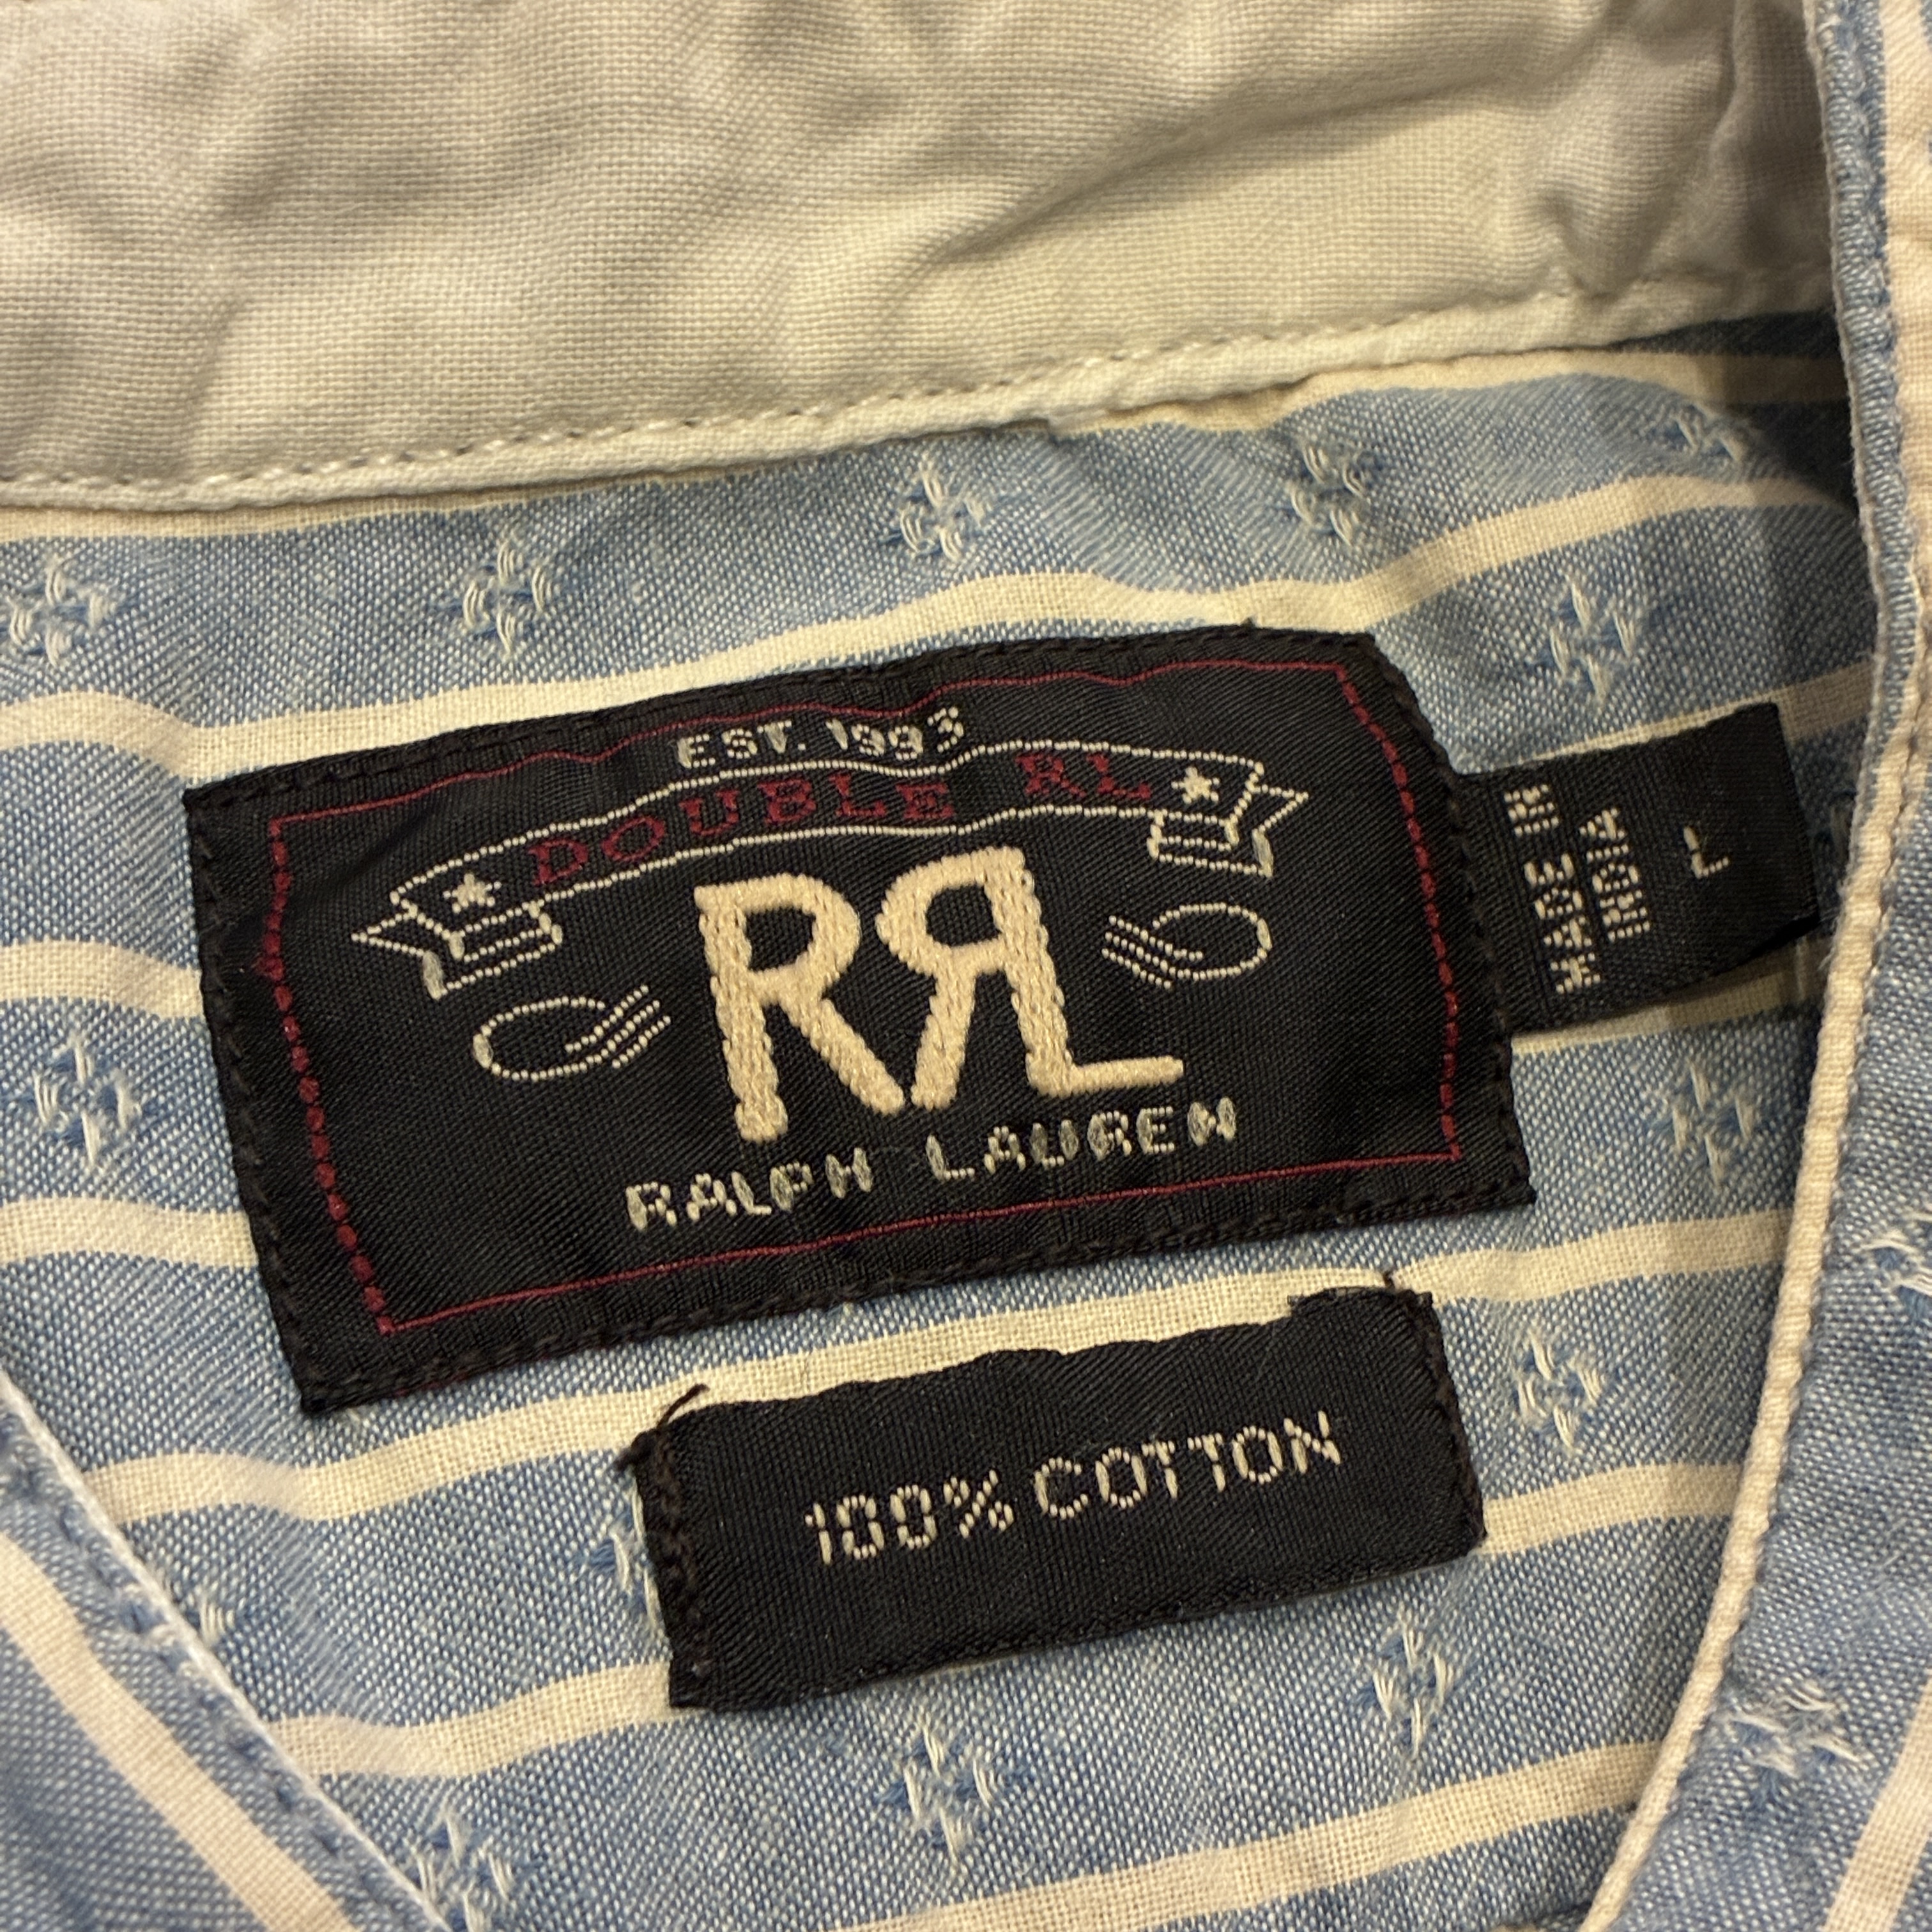 EST. 1993
DOUBLE RL
RRL
RALPH LAUREN
MADE IN
INDIA
L
100% COTTON